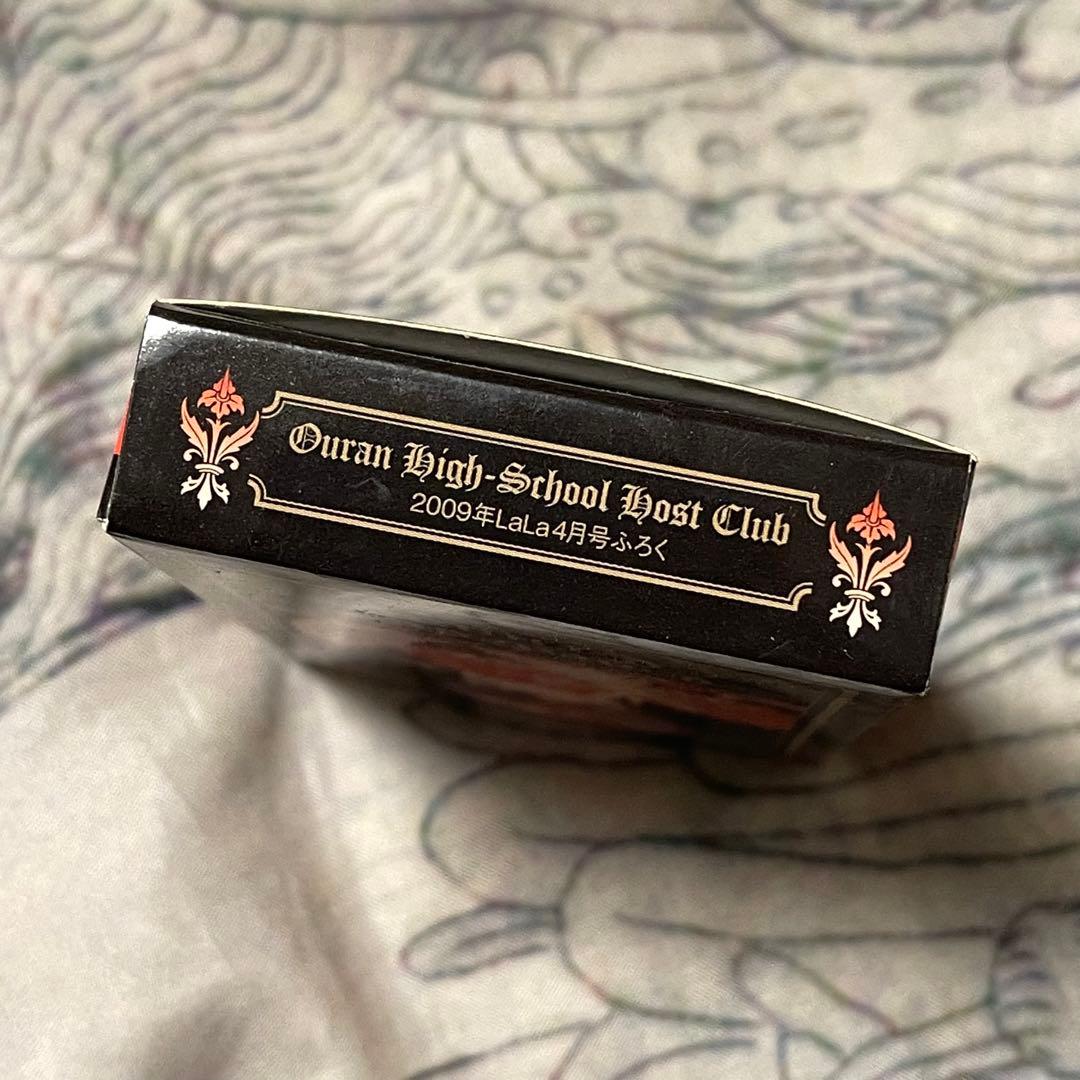 Ouran High-School Host Club
2009年LaLa4月号ふろく